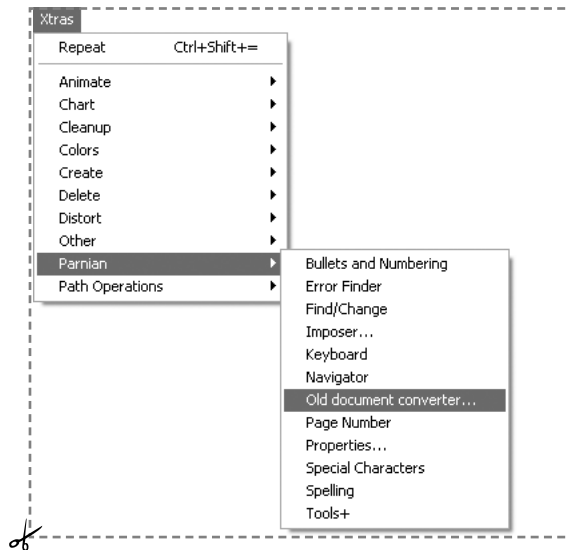 Xtras
Repeat Ctrl+Shift+=
Animate
Chart
Cleanup
Colors
Create
Delete
Distort
Other
Parnian
Path Operations
Bullets and Numbering
Error Finder
Find/Change
Imposer...
Keyboard
Navigator
Old document converter...
Page Number
Properties...
Special Characters
Spelling
Tools+